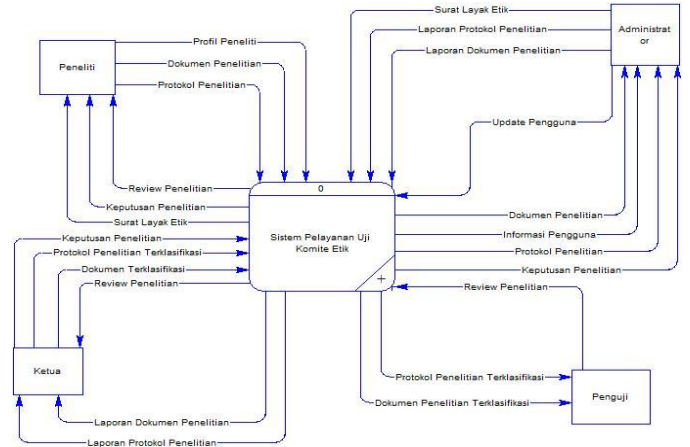 Surat Layak Etik
Laporan Protokol Penelitian
Laporan Dokumen Penelitian
Administrat
or
Profil Peneliti
Dokumen Penelitian
Protokol Penelitian
Peneliti
Update Pengguna
Review Penelitian
Keputusan Penelitian
Surat Layak Etik
0
Sistem Pelayanan Uji
Komite Etik
+
Dokumen Penelitian
Informasi Pengguna
Protokol Penelitian
Keputusan Penelitian
Keputusan Penelitian
Protokol Penelitian Terklasifikasi
Dokumen Terklasifikasi
Review Penelitian
Review Penelitian
Ketua
Protokol Penelitian Terklasifikasi
Dokumen Penelitian Terklasifikasi
Penguji
Laporan Dokumen Penelitian
Laporan Protokol Penelitian